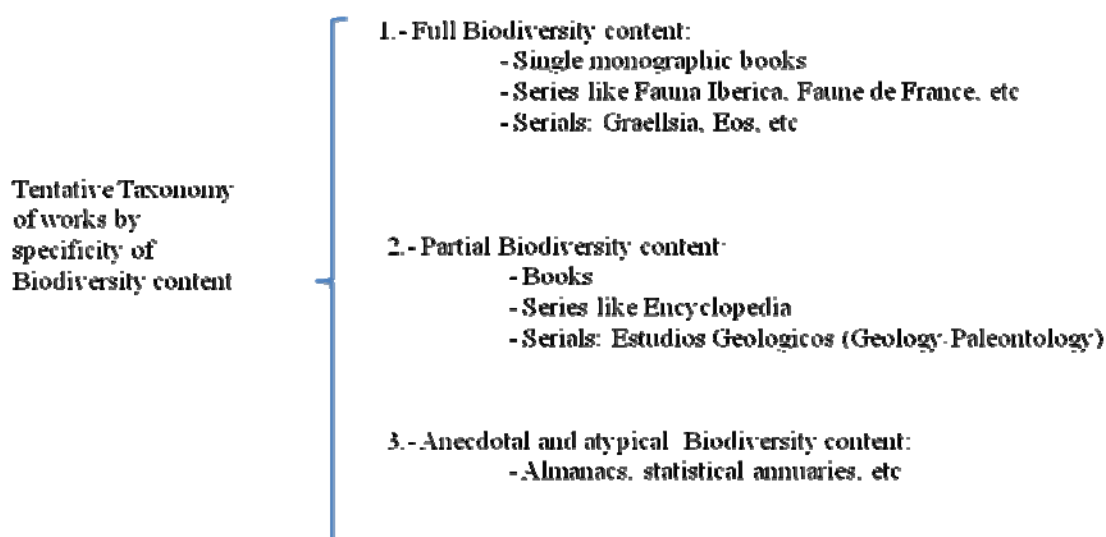 1.- Full Biodiversity content:
- Single monographic books
- Series like Fauna Iberica, Faune de France, etc
- Serials: Graellsia, Eos, etc
Tentative Taxonomy
of works by
specificity of
Biodiversity content
2.- Partial Biodiversity content
- Books
- Series like Encyclopedia
- Serials: Estudios Geologicos (Geology-Paleontology)
3.- Anecdotal and atypical Biodiversity content:
- Almanacs, statistical annuaries, etc